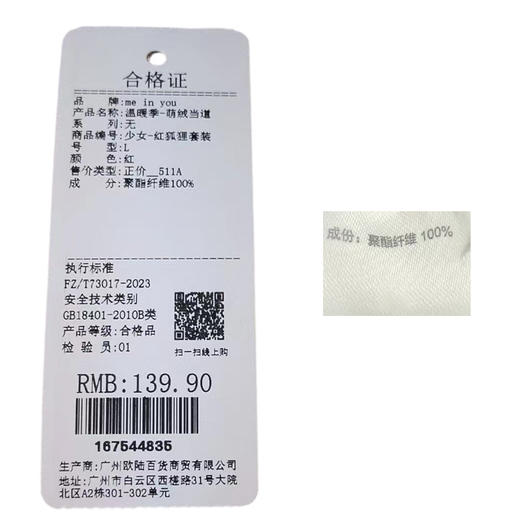 合格证
品 牌:me in you
产品名称:温暖季-萌绒当道
系 列:无
商品编号:少女-红狐狸套装
号 型:L
颜 色:红
售价类型:正价__511A
成 分:聚酯纤维100%
执行标准
FZ/T73017-2023
安全技术类别
GB18401-2010B类
产品等级:合格品
检 验 员:01
扫一扫线上购
RMB:139.90
167544835
生产商:广州欧陆百货商贸有限公司
地址:广州市白云区西槎路31号大院
北区A2栋301-302单元
成份：聚酯纤维 100%